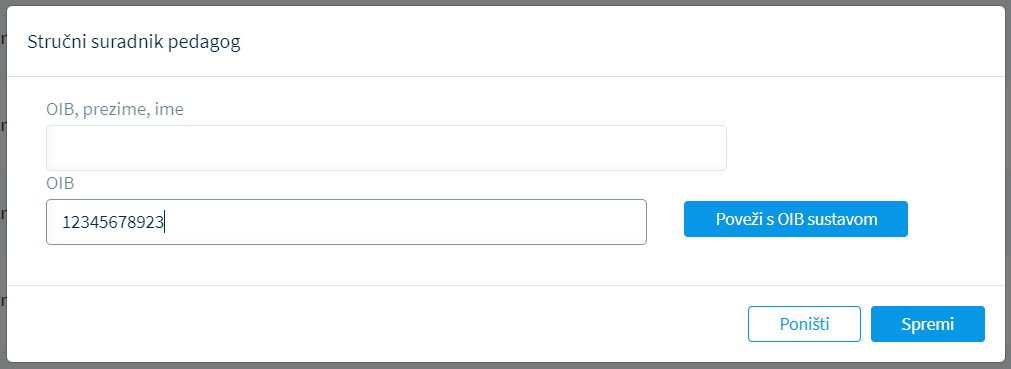 Stručni suradnik pedagog
OIB, prezime, ime
OIB
12345678923
Poveži s OIB sustavom
Poništi
Spremi